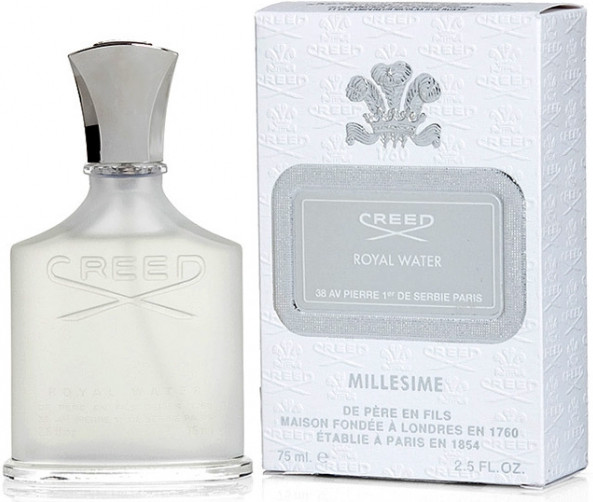 CREED
1760
CREED
ROYAL WATER
38 AV PIERRE 1ER DE SERBIE PARIS
MILLESIME
DE PÈRE EN FILS
MAISON FONDÉE À LONDRES EN 1760
ÉTABLIE A PARIS EN 1854
75 ml. e 2.5 FL.OZ.